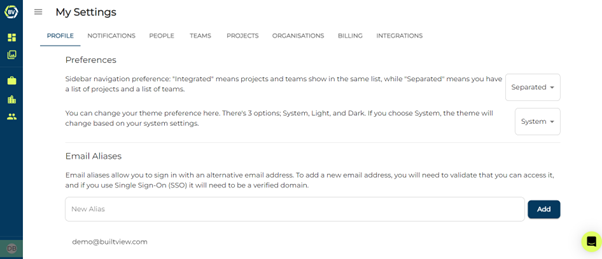 BV
My Settings
PROFILE NOTIFICATIONS PEOPLE TEAMS PROJECTS ORGANISATIONS BILLING INTEGRATIONS
Preferences
Sidebar navigation preference: "Integrated" means projects and teams show in the same list, while "Separated" means you have
a list of projects and a list of teams.
Separated
You can change your theme preference here. There's 3 options; System, Light, and Dark. If you choose System, the theme will
change based on your system settings.
System
Email Aliases
Email aliases allow you to sign in with an alternative email address. To add a new email address, you will need to validate that you can access it,
and if you use Single Sign-On (SSO) it will need to be a verified domain.
New Alias
Add
demo@builtview.com